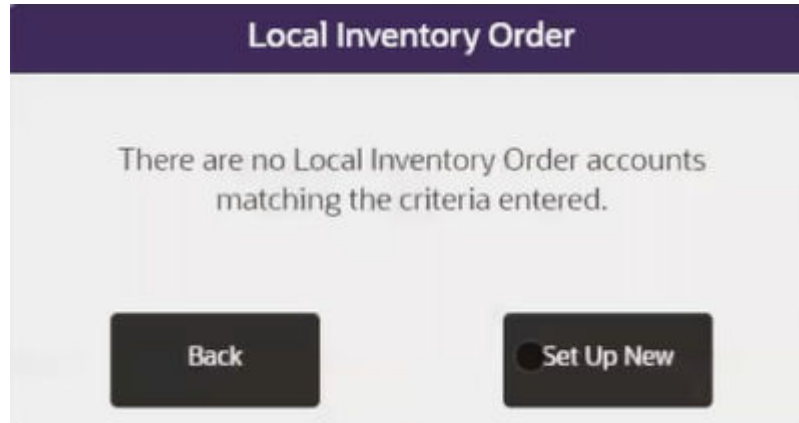 Local Inventory Order
There are no Local Inventory Order accounts
matching the criteria entered.
Back
Set Up New